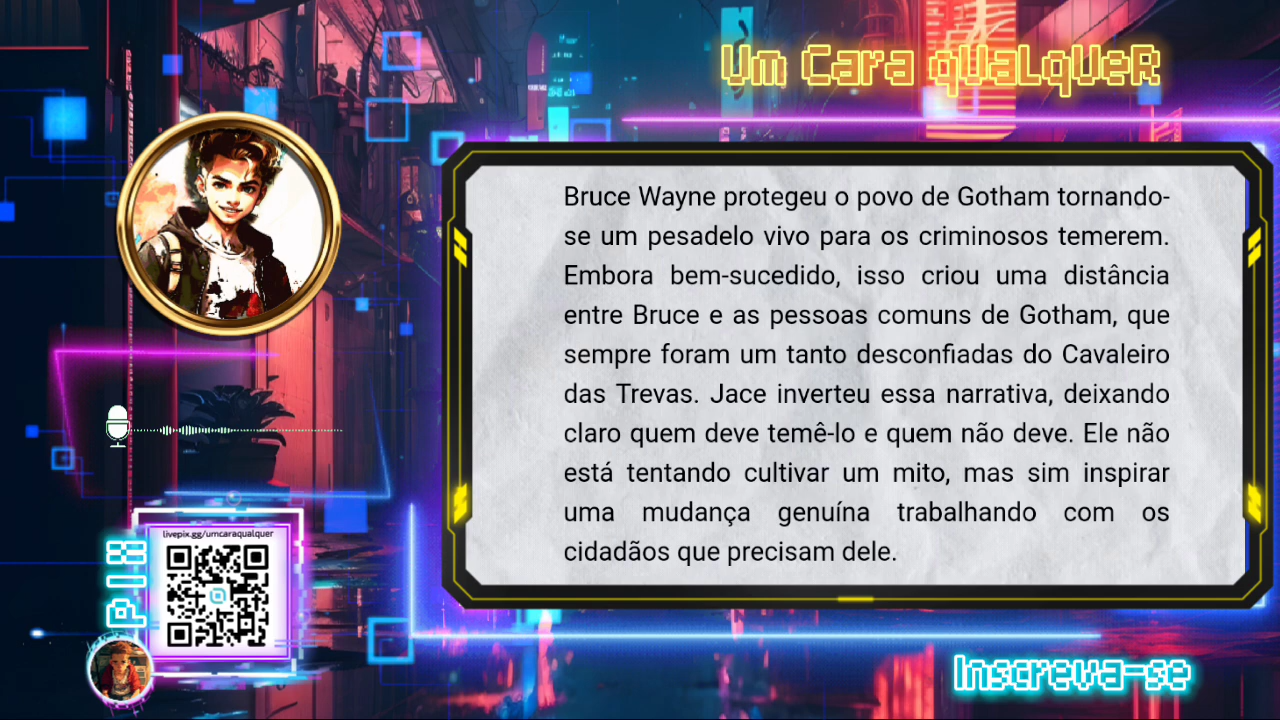 Um Cara qUaLqUeR
Bruce Wayne protegeu o povo de Gotham tornando-
se um pesadelo vivo para os criminosos temerem.
Embora bem-sucedido, isso criou uma distância
entre Bruce e as pessoas comuns de Gotham, que
sempre foram um tanto desconfiadas do Cavaleiro
das Trevas. Jace inverteu essa narrativa, deixando
claro quem deve temê-lo e quem não deve. Ele não
está tentando cultivar um mito, mas sim inspirar
uma mudança genuína trabalhando com os
cidadãos que precisam dele.
livepix.gg/umcaraqualquer
PIX
Inscreva-se